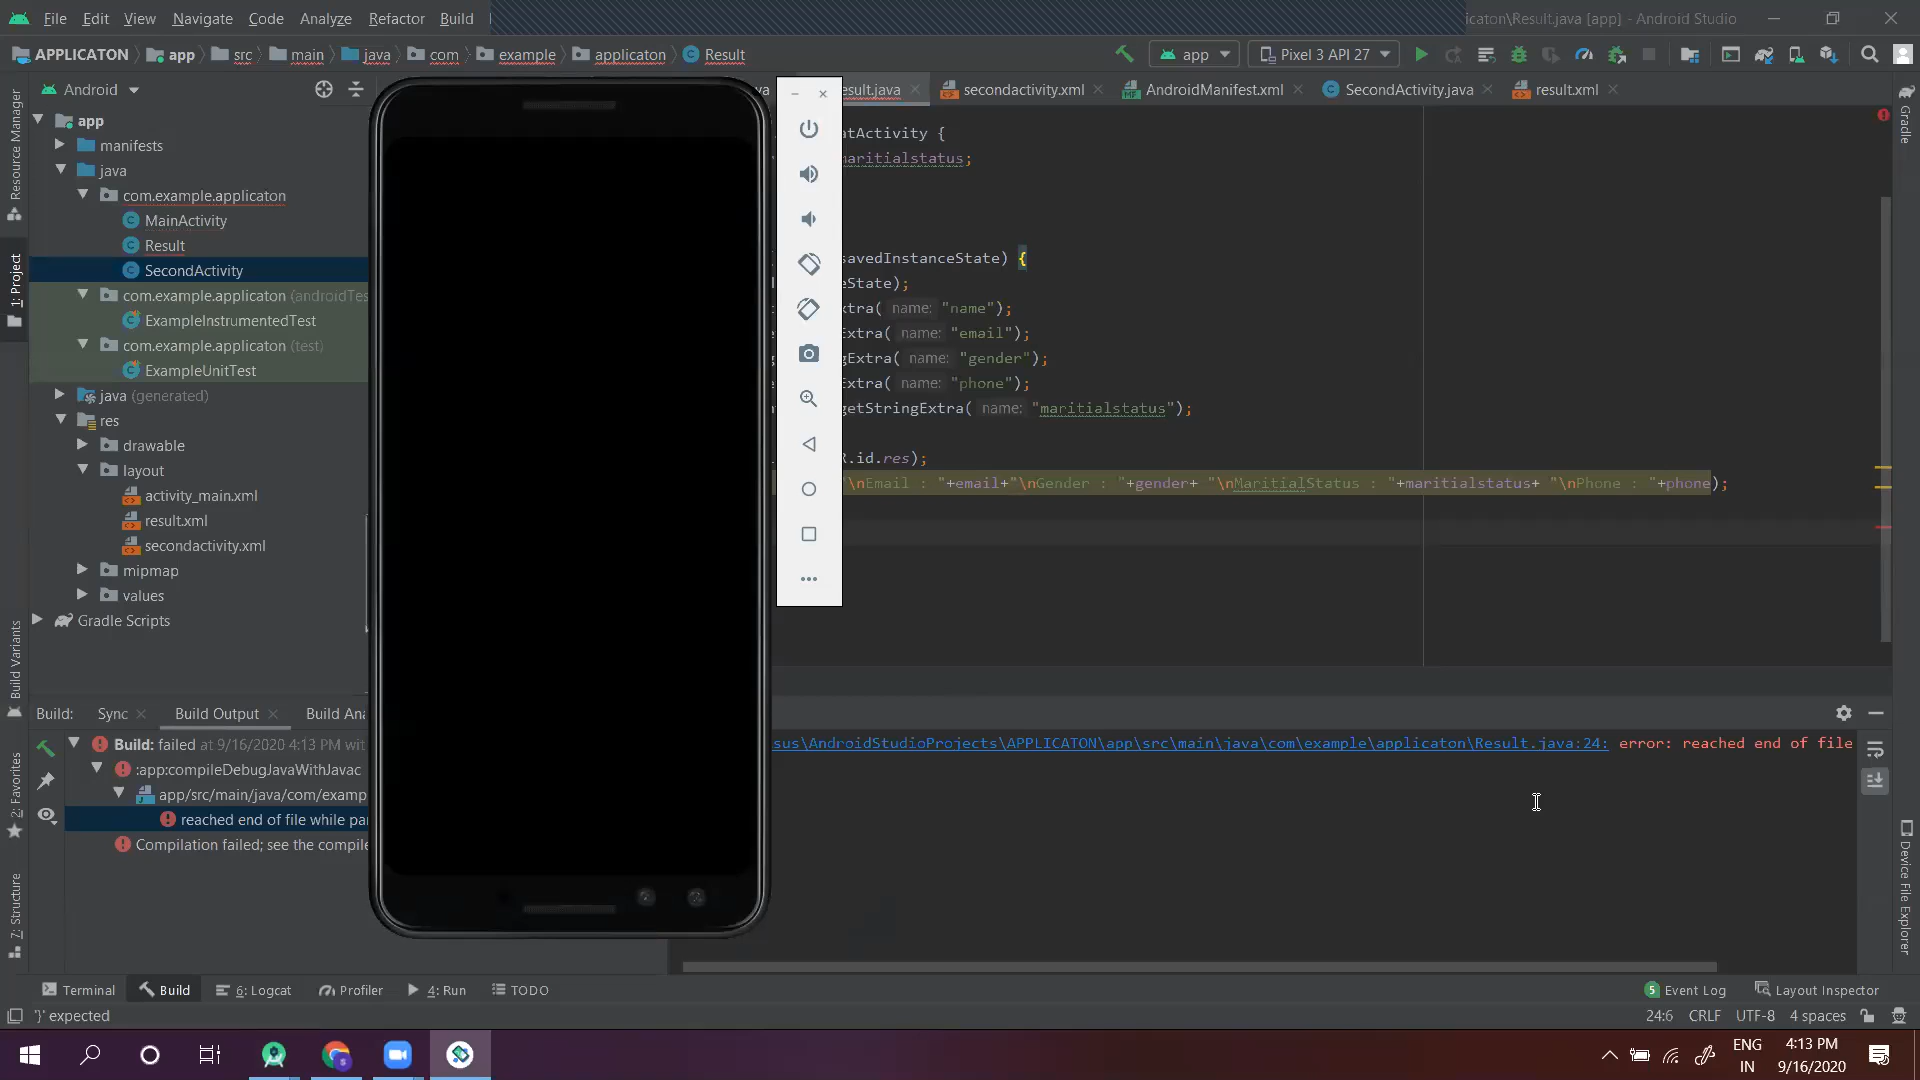 File Edit View Navigate Code Analyze Refactor Build
icaton\Result.java [app] - Android Studio
APPLICATON app src main java com example applicaton Result
app Pixel 3 API 27
Android
esult.java secondactivity.xml AndroidManifest.xml SecondActivity.java result.xml
app
manifests
java
com.example.applicaton
MainActivity
Result
SecondActivity
com.example.applicaton (androidTes
ExampleInstrumentedTest
com.example.applicaton (test)
ExampleUnitTest
java (generated)
res
drawable
layout
activity_main.xml
result.xml
secondactivity.xml
mipmap
values
Gradle Scripts
Resource Manager
1: Project
Build Variants
2: Favorites
7: Structure
atActivity {
maritialstatus;
savedInstanceState) {
eState);
xtra( name: "name");
Extra( name: "email");
gExtra( name: "gender");
Extra( name: "phone");
getStringExtra( name: "maritialstatus");
R.id.res);
"\nEmail : "+email+"\nGender : "+gender+ "\nMaritialStatus : "+maritialstatus+ "\nPhone : "+phone);
Gradle
Device File Explorer
Build: Sync Build Output Build Ana
Build: failed at 9/16/2020 4:13 PM wit
:app:compileDebugJavaWithJavac
app/src/main/java/com/examp
reached end of file while par
Compilation failed; see the compile
sus\AndroidStudioProjects\APPLICATON\app\src\main\java\com\example\applicaton\Result.java:24: error: reached end of file
Terminal Build 6: Logcat Profiler 4: Run TODO
5 Event Log Layout Inspector
'}' expected
24:6 CRLF UTF-8 4 spaces
ENG
IN
4:13 PM
9/16/2020